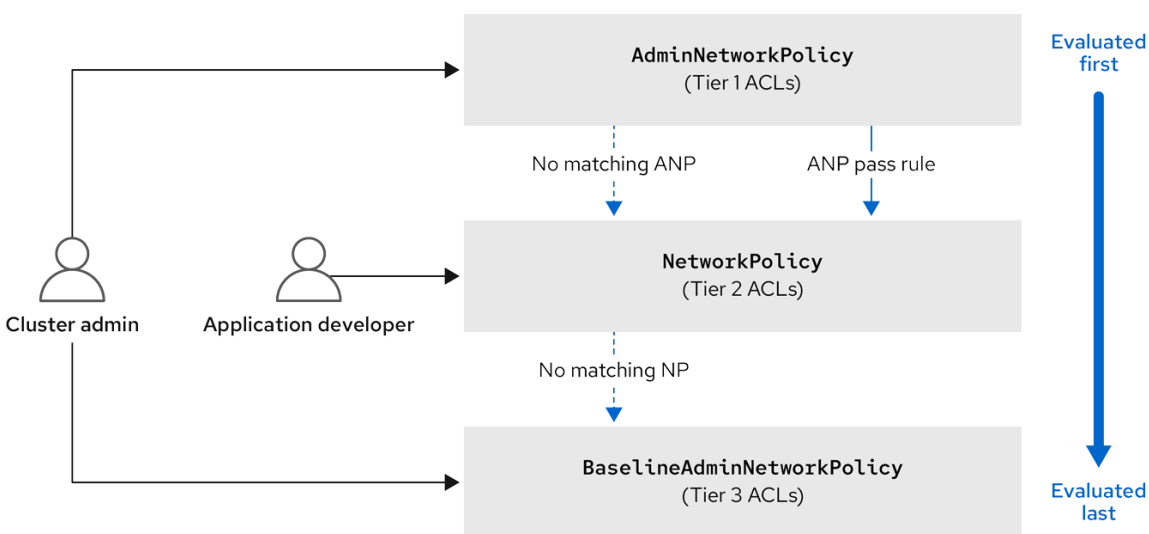 AdminNetworkPolicy
(Tier 1 ACLs)
Evaluated
first
No matching ANP
ANP pass rule
NetworkPolicy
(Tier 2 ACLs)
Cluster admin
Application developer
No matching NP
BaselineAdminNetworkPolicy
(Tier 3 ACLs)
Evaluated
last